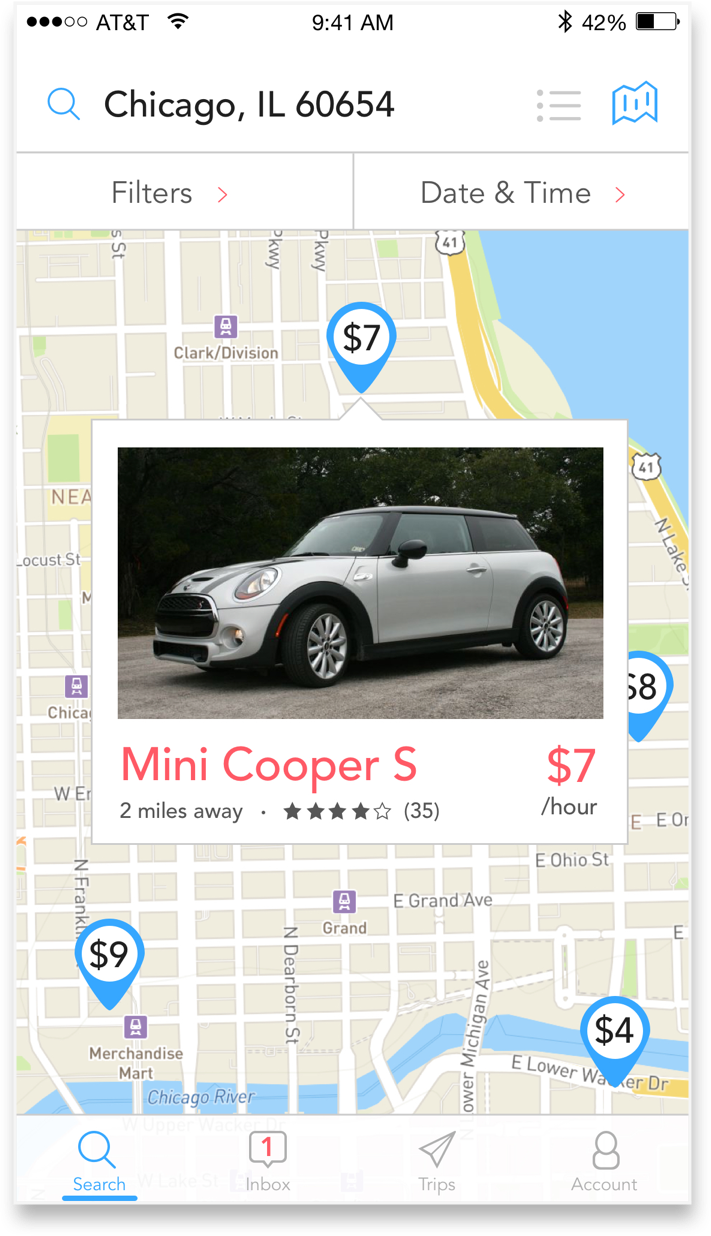 AT&T 9:41 AM 42%
Chicago, IL 60654
Filters > Date & Time >
s St
Pkwy
41
$7
Clark/Division
41
NEA
N Lake S
Locust St
M
$8
Chica
Mini Cooper S $7
2 miles away · (35) /hour
W Er
E E Or
E Ohio St
N Frankl
E Grand Ave
Grand
E
N Dearborn St
$9
N Lower Michigan Ave
$4
Merchandise
Mart
E Lower Wacker Dr
Chicago River
W Upper Wacker Dr
1
W Lake St
Search Inbox Trips Account